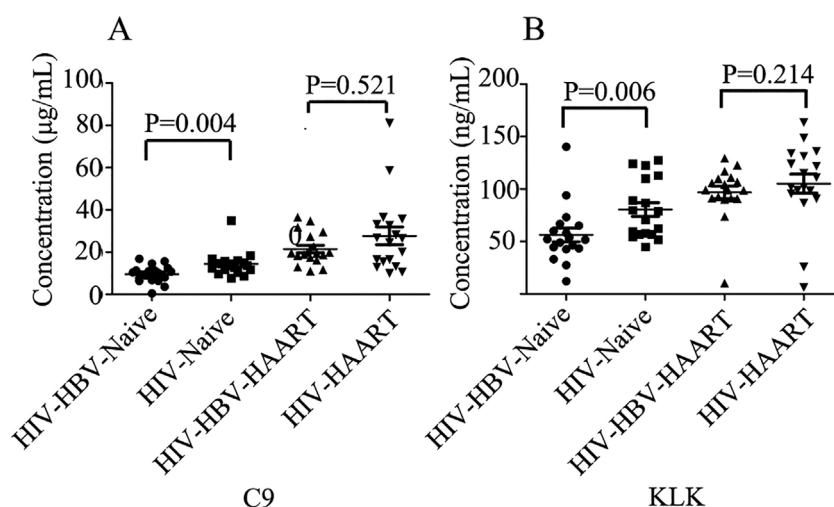 A
Concentration (µg/mL)
100
80
60
40
20
0
P=0.004
P=0.521
0
HIV-HBV-Naive
HIV-Naive
HIV-HBV-HAART
HIV-HAART
C9
B
Concentration (ng/mL)
200
150
100
50
P=0.006
P=0.214
HIV-HBV-Naive
HIV-Naive
HIV-HBV-HAART
HIV-HAART
KLK